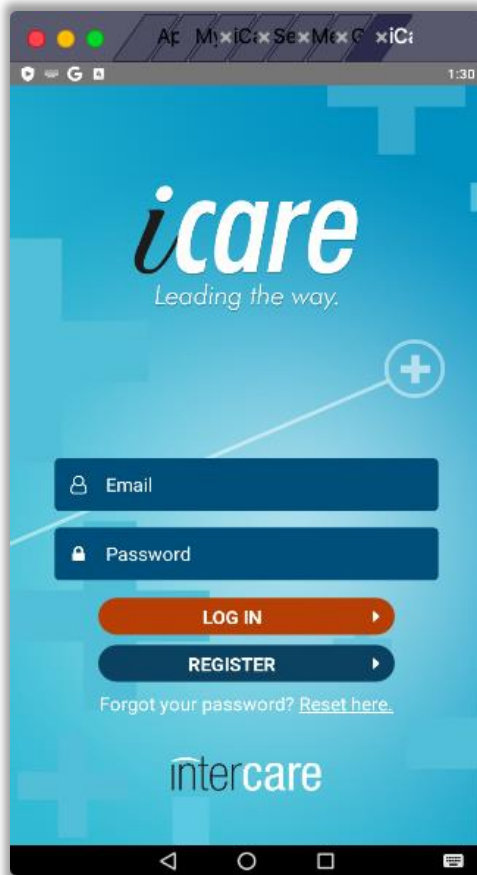 1:30
icare
Leading the way.
Email
Password
LOG IN
REGISTER
Forgot your password? Reset here.
intercare